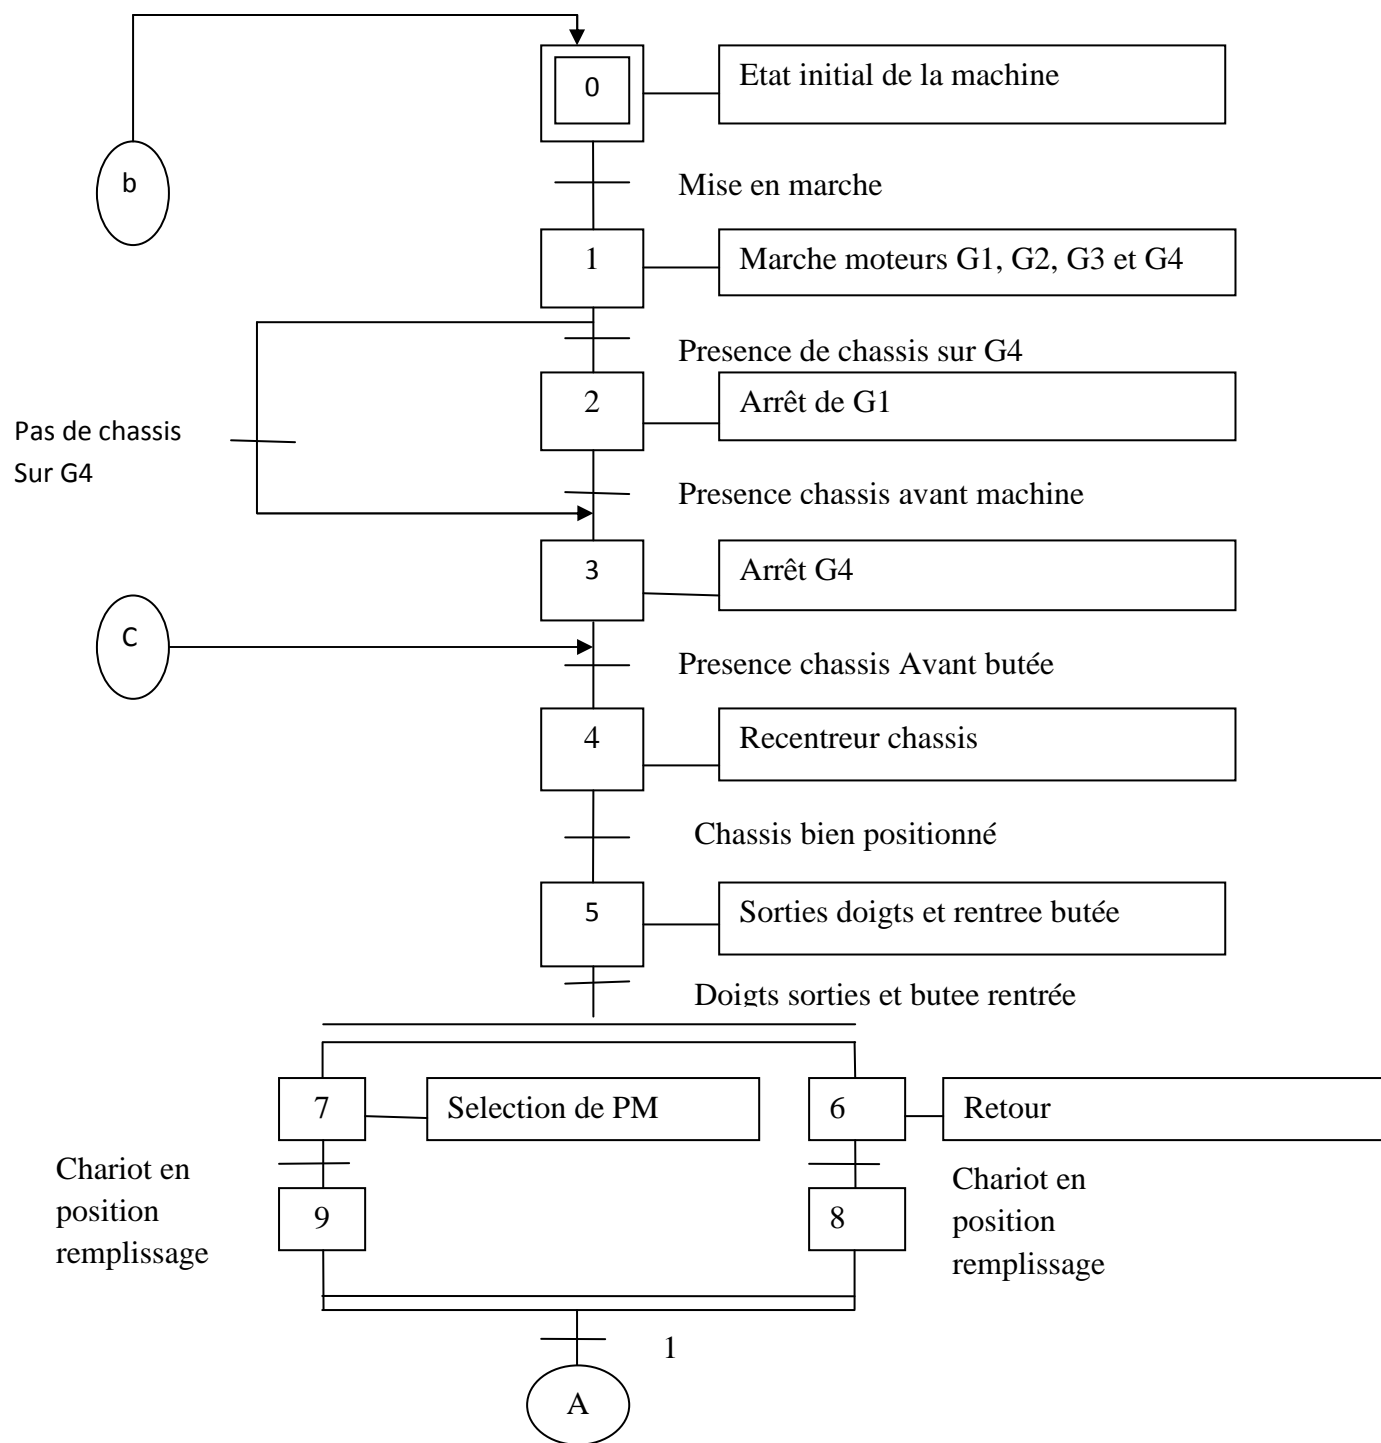 0
Etat initial de la machine
b
Mise en marche
1
Marche moteurs G1, G2, G3 et G4
Presence de chassis sur G4
2
Arrêt de G1
Pas de chassis
Sur G4
Presence chassis avant machine
3
Arrêt G4
C
Presence chassis Avant butée
4
Recentreur chassis
Chassis bien positionné
5
Sorties doigts et rentree butée
Doigts sorties et butee rentrée
7
Selection de PM
6
Retour
Chariot en
position
remplissage
Chariot en
position
remplissage
9
8
1
A